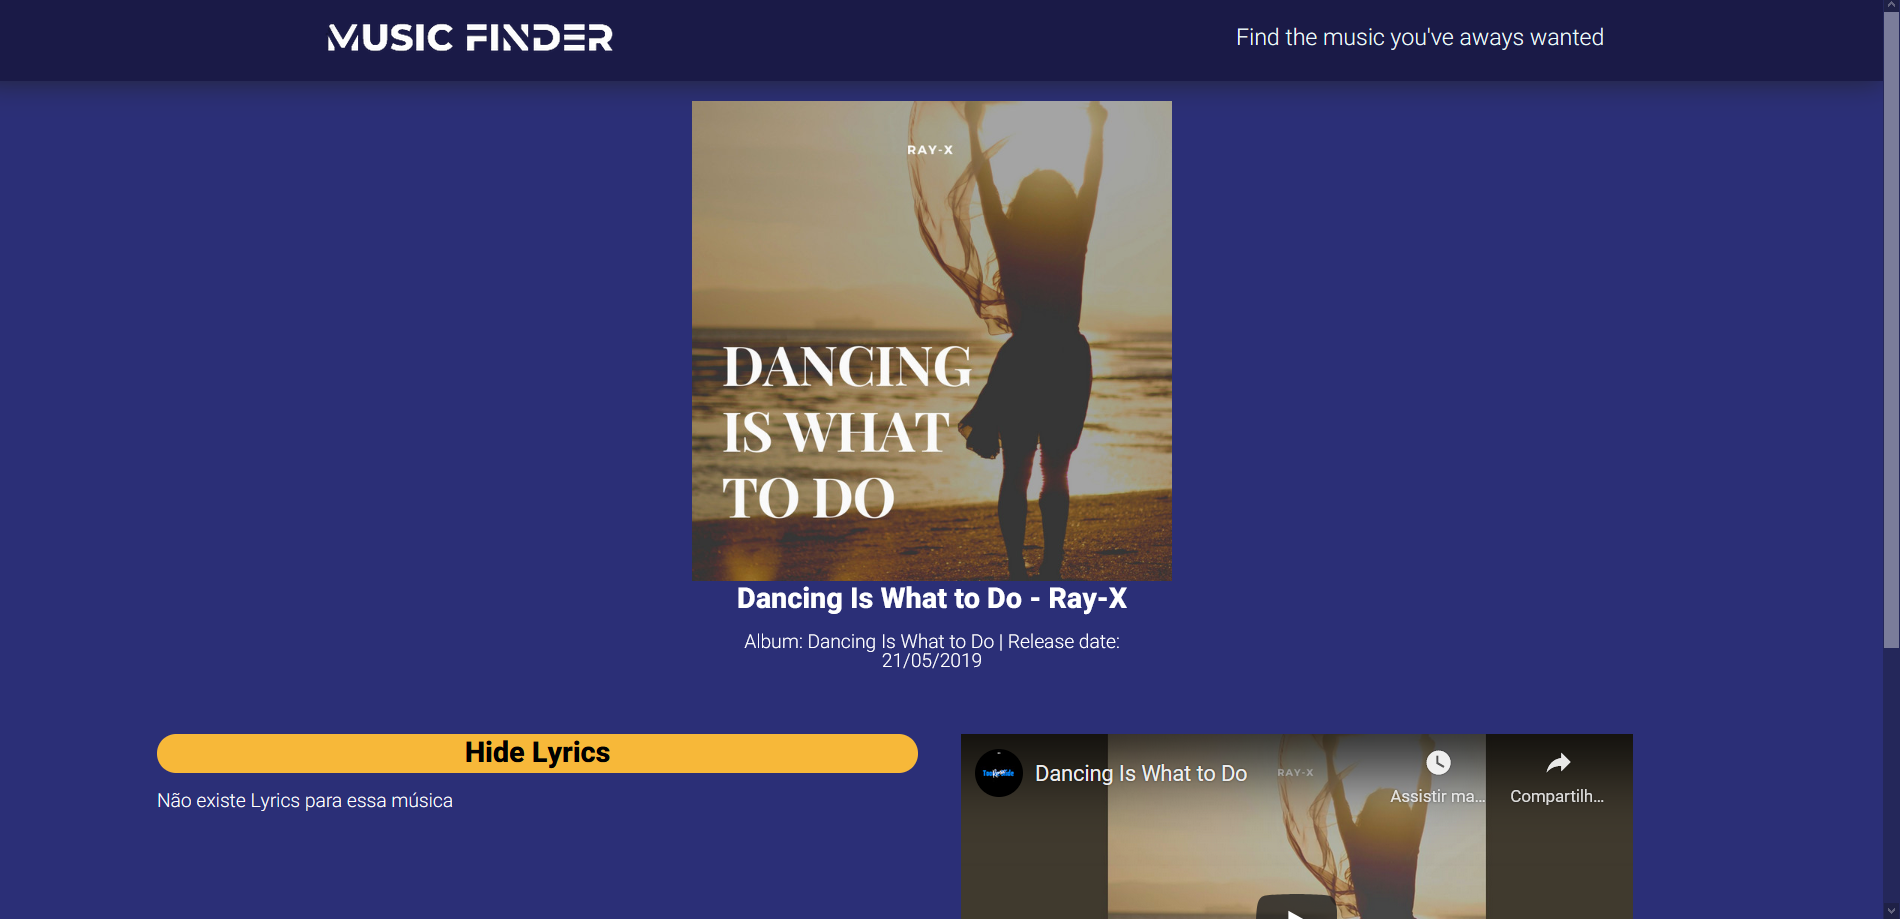 MUSIC FINDER
Find the music you've aways wanted
RAY-X
DANCING
IS WHAT
TO DO
Dancing Is What to Do - Ray-X
Album: Dancing Is What to Do | Release date:
21/05/2019
Hide Lyrics
Não existe Lyrics para essa música
Dancing Is What to Do
RAY-X
Assistir ma...
Compartilh...